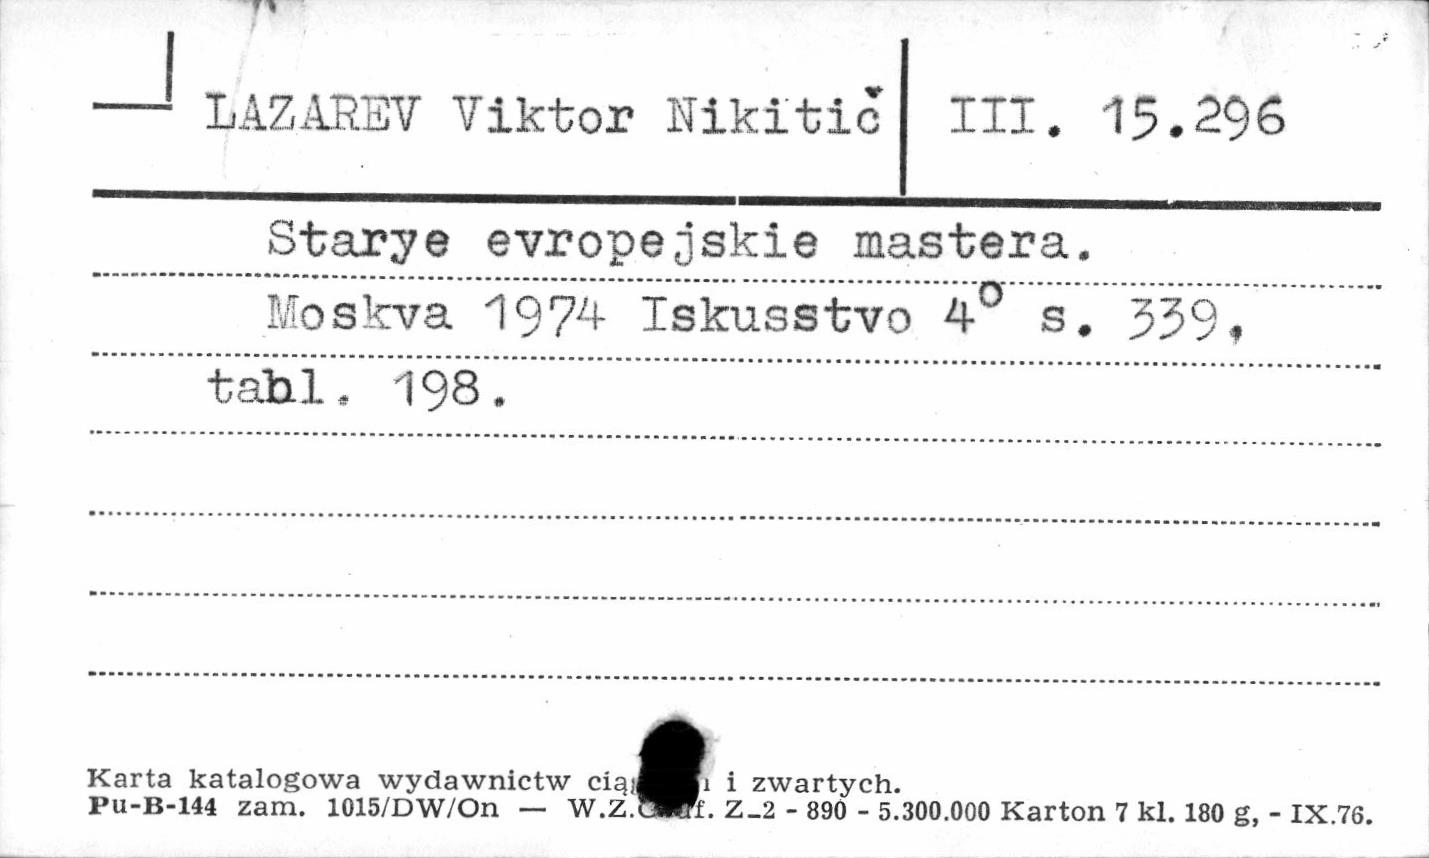 LAZAREV Viktor Nikitič III. 15.296
Starye evropejskie mastera.
Moskva 1974 Iskusstvo 4° s. 339,
tabl. 198.
Karta katalogowa wydawnictw i zwartych.
Pu-B-144 zam. 1015/DW/On — W.Z. Z-2 - 890 - 5.300.000 Karton 7 kl. 180 g, - IX.76.